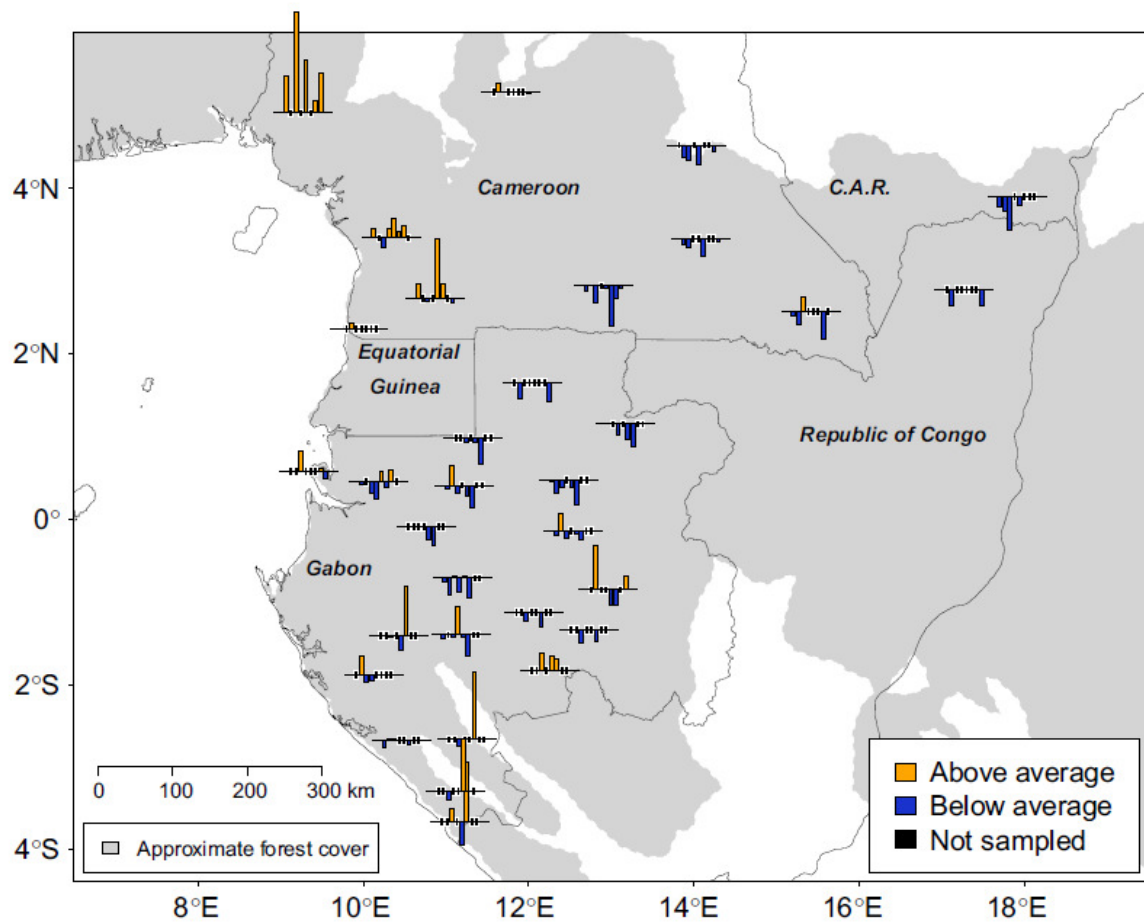 4°N
2°N
0°
2°S
4°S
Cameroon
C.A.R.
Equatorial
Guinea
Republic of Congo
Gabon
0 100 200 300 km
Approximate forest cover
Above average
Below average
Not sampled
8°E 10°E 12°E 14°E 16°E 18°E